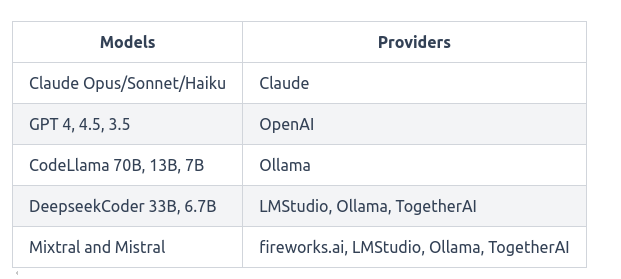 Models Providers
Claude Opus/Sonnet/Haiku Claude
GPT 4, 4.5, 3.5 OpenAI
CodeLlama 70B, 13B, 7B Ollama
DeepseekCoder 33B, 6.7B LMStudio, Ollama, TogetherAI
Mixtral and Mistral fireworks.ai, LMStudio, Ollama, TogetherAI